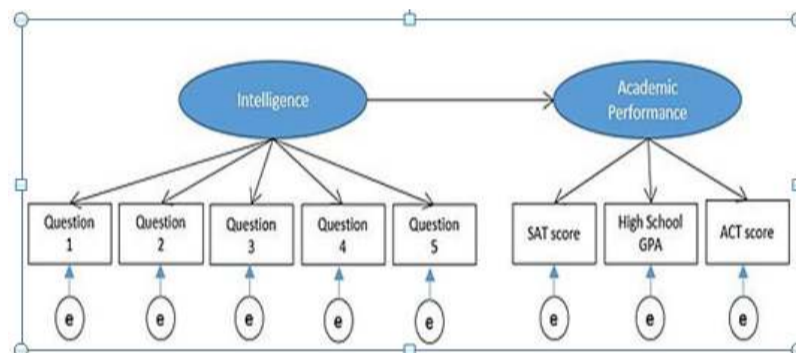 Intelligence
Academic
Performance
Question
1
Question
2
Question
3
Question
4
Question
5
SAT score
High School
GPA
ACT score
e
e
e
e
e
e
e
e